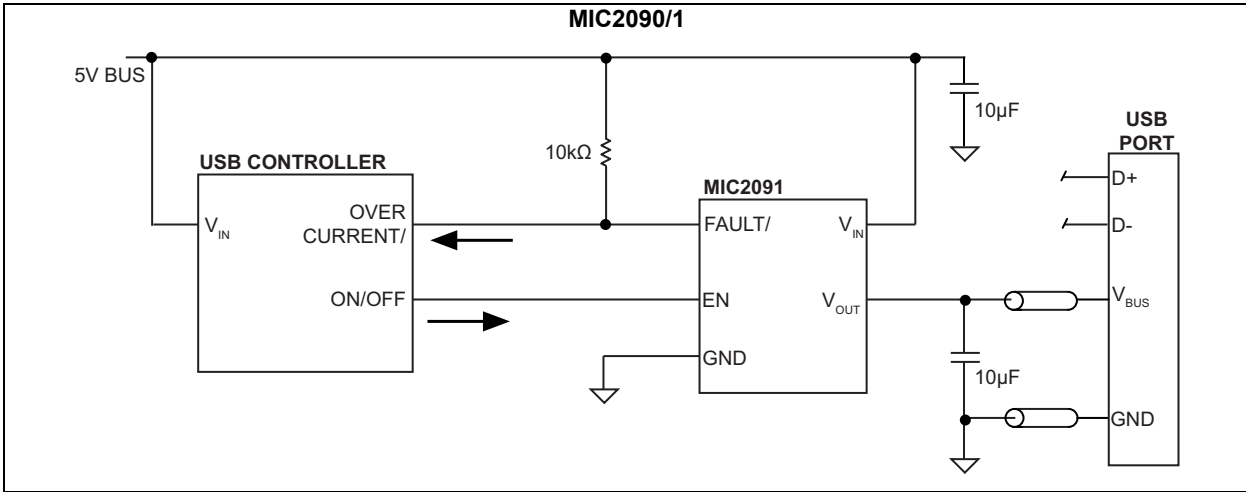 MIC2090/1
5V BUS
10µF
USB
PORT
10kΩ
USB CONTROLLER
MIC2091
D+
V_IN
OVER
CURRENT/
FAULT/
V_IN
D-
ON/OFF
EN
V_OUT
V_BUS
GND
10µF
GND